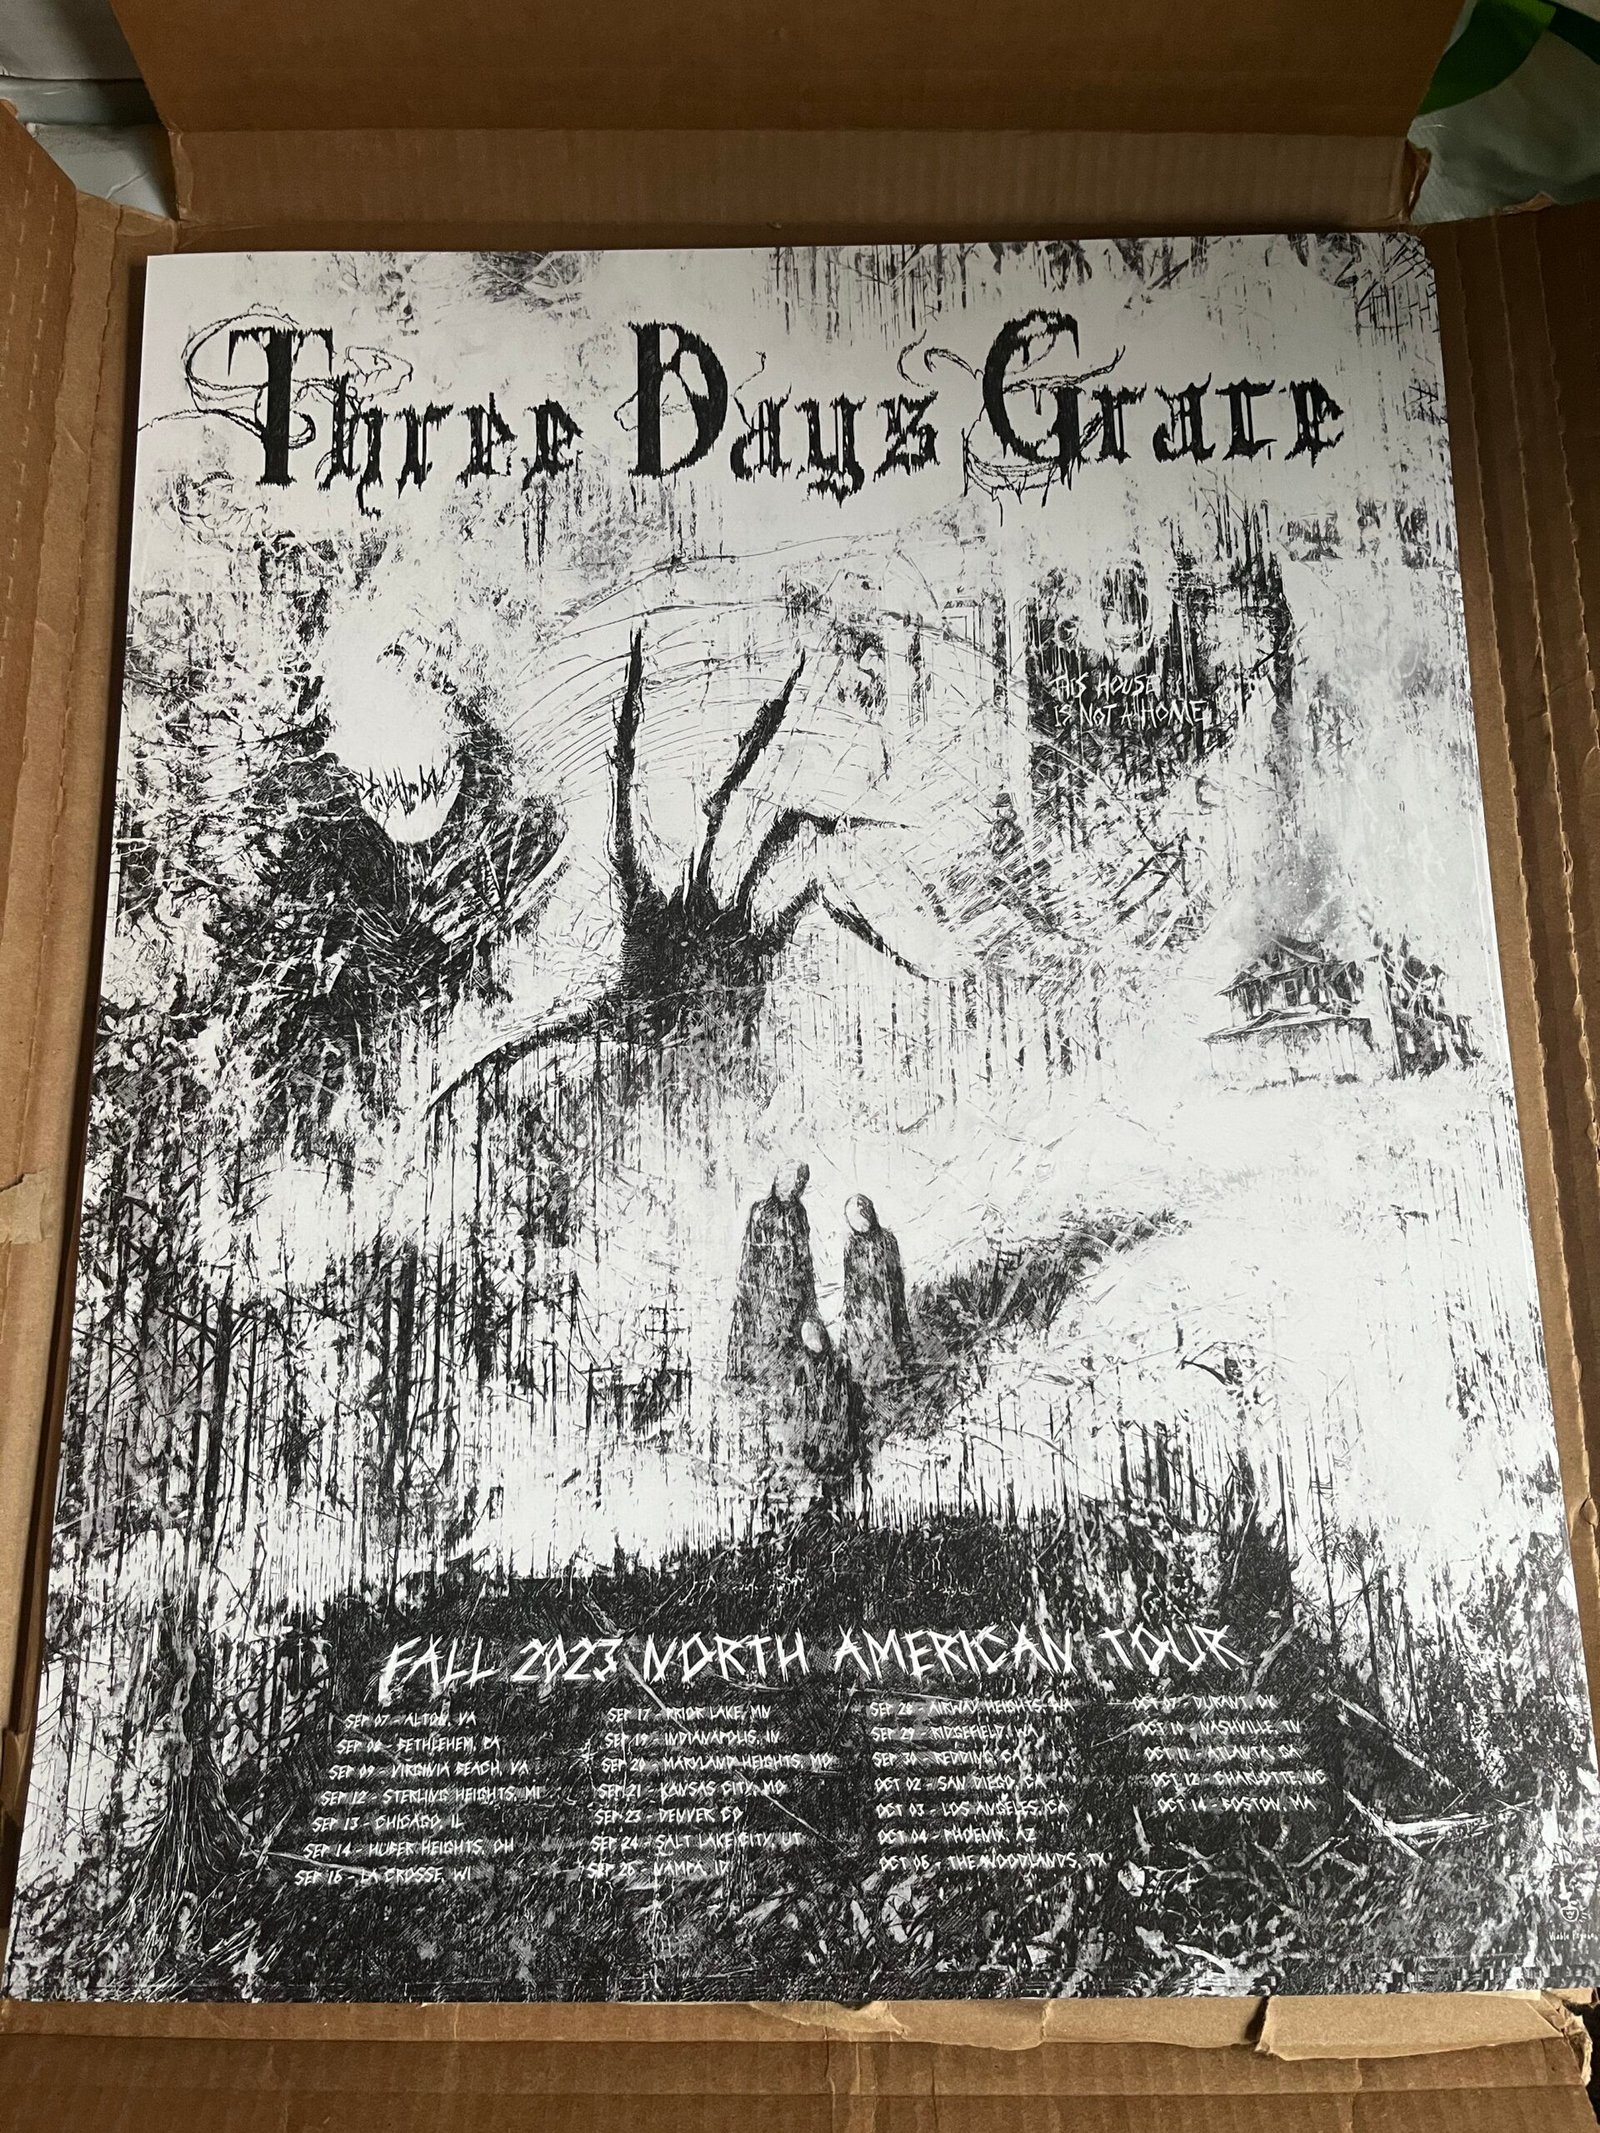 Three Days Grace
THIS HOUSE
IS NOT A HOME
FALL 2023 NORTH AMERICAN TOUR
SEP 07 - ALTON, VA
SEP 08 - BETHLEHEM, PA
SEP 09 - VIRGINIA BEACH, VA
SEP 12 - STERLING HEIGHTS, MI
SEP 13 - CHICAGO, IL
SEP 14 - HUBER HEIGHTS, OH
SEP 16 - LA CROSSE, WI
SEP 17 - PRIOR LAKE, MN
SEP 19 - INDIANAPOLIS, IN
SEP 20 - MARYLAND HEIGHTS, MO
SEP 21 - KANSAS CITY, MO
SEP 23 - DENVER CO
SEP 24 - SALT LAKE CITY, UT
SEP 26 - NAMPA, ID
SEP 28 - AIRWAY HEIGHTS, WA
SEP 29 - RIDGEFIELD, WA
SEP 30 - REDDING, CA
OCT 02 - SAN DIEGO, CA
OCT 03 - LOS ANGELES, CA
OCT 04 - PHOENIX, AZ
OCT 06 - THE WOODLANDS, TX
OCT 07 - DURANT, OK
OCT 10 - NASHVILLE, TN
OCT 11 - ATLANTA, GA
OCT 12 - CHARLOTTE, NC
OCT 14 - BOSTON, MA